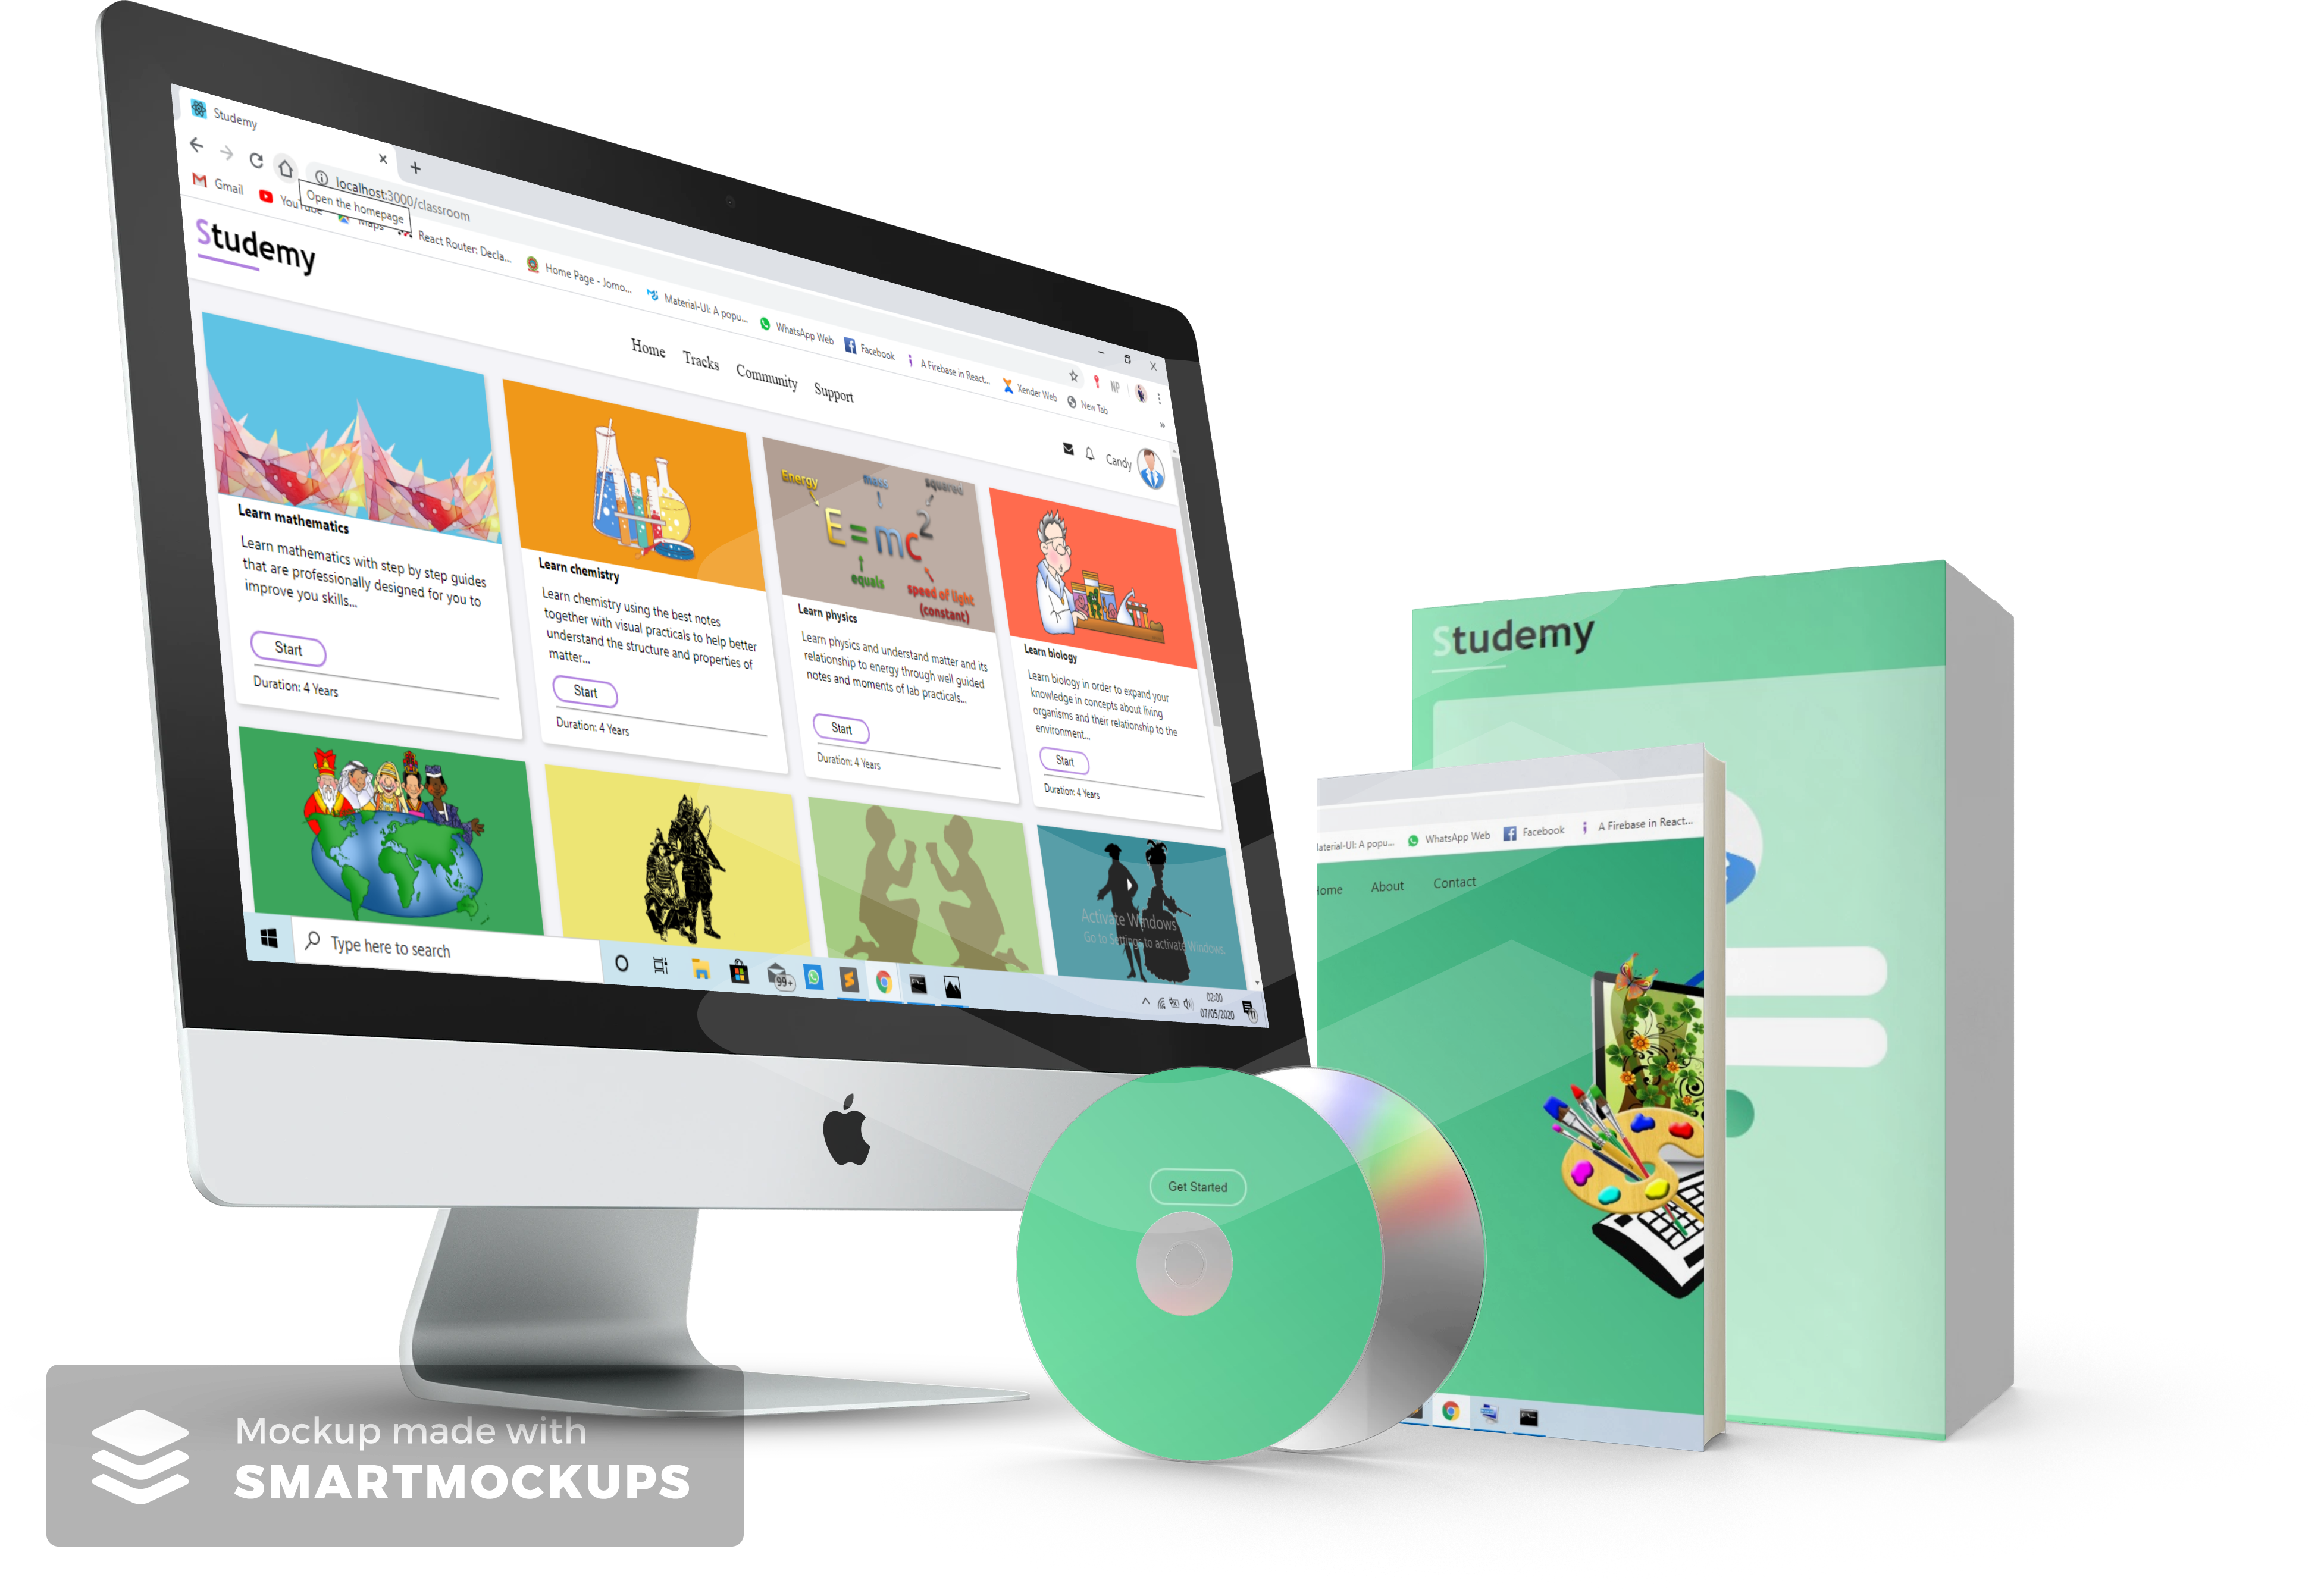 Studemy
localhost:3000/classroom
Open the homepage
Gmail
YouTube
Maps
React Router: Decla...
Home Page - Jomo...
Material-UI: A popu...
WhatsApp Web
Facebook
A Firebase in React...
Xender Web
New Tab
NP
»
Studemy
Home
Tracks
Community
Support
Candy
Energy
mass
squared
E = mc2
equals
speed of light
(constant)
Learn mathematics
Learn mathematics with step by step guides
that are professionally designed for you to
improve you skills...
Start
Duration: 4 Years
Learn chemistry
Learn chemistry using the best notes
together with visual practicals to help better
understand the structure and properties of
matter...
Start
Duration: 4 Years
Learn physics
Learn physics and understand matter and its
relationship to energy through well guided
notes and moments of lab practicals...
Start
Duration: 4 Years
Learn biology
Learn biology in order to expand your
knowledge in concepts about living
organisms and their relationship to the
environment...
Start
Duration: 4 Years
Activate Windows
Go to Settings to activate Windows.
Type here to search
99+
02:00
07/05/2020
11
Studemy
aterial-UI: A popu...
WhatsApp Web
Facebook
A Firebase in React...
ome
About
Contact
Get Started
Mockup made with
SMARTMOCKUPS